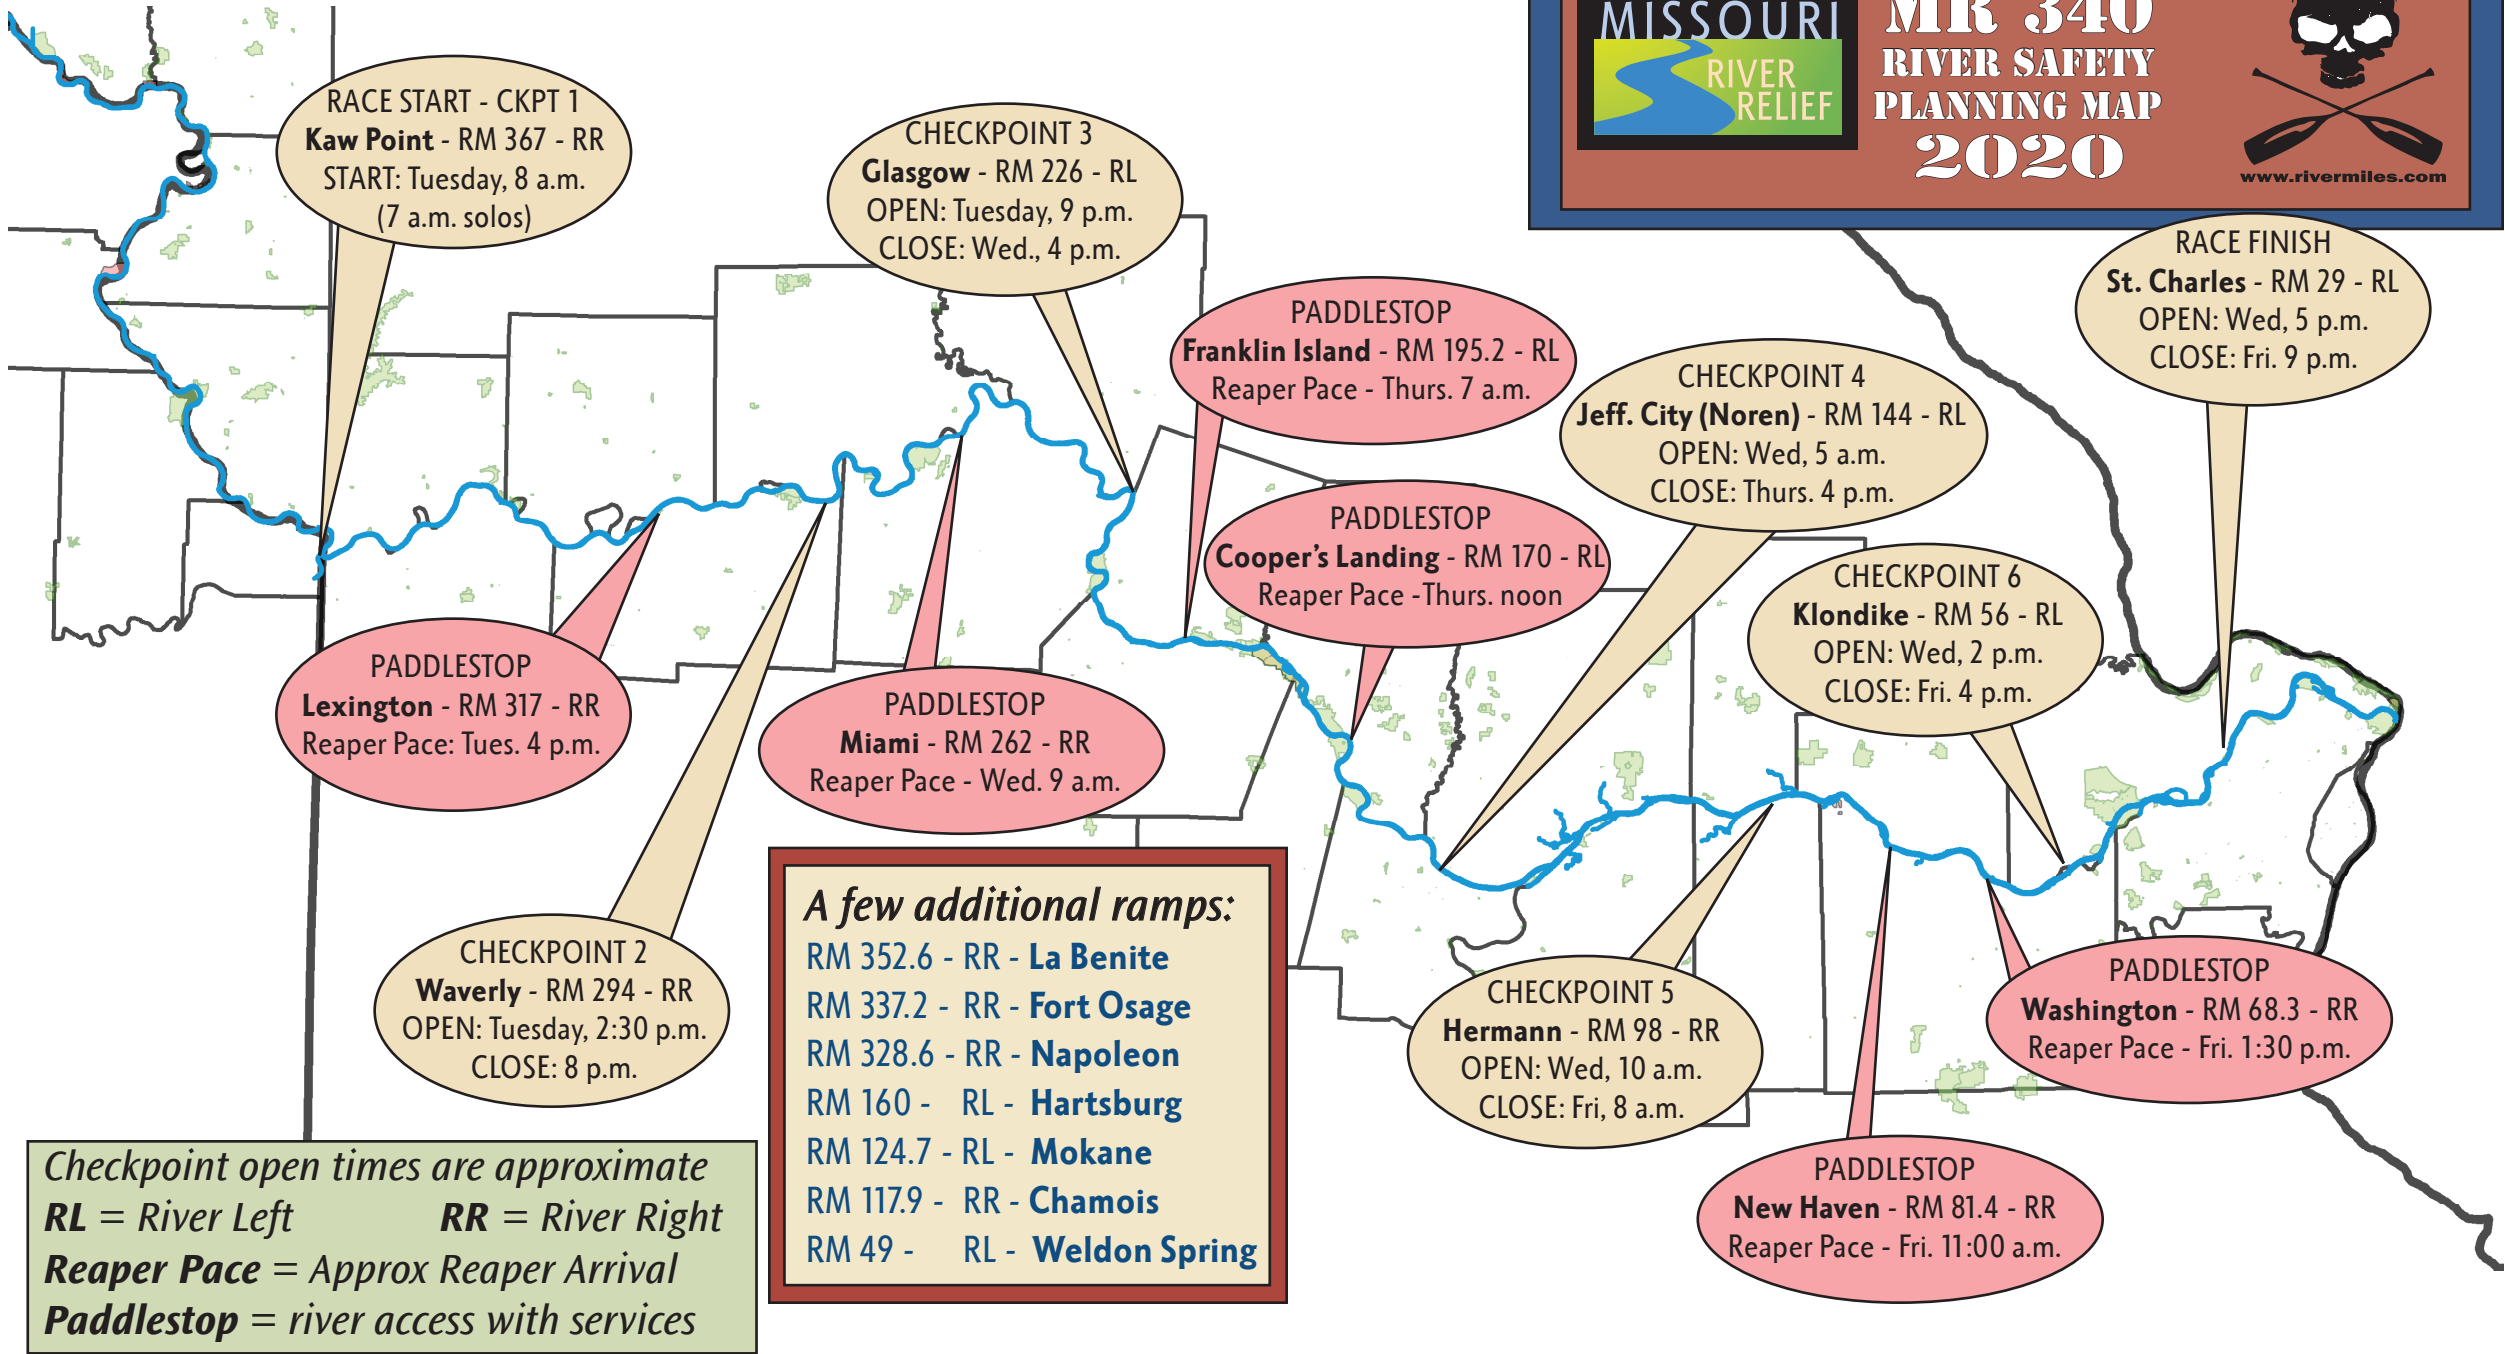 MISSOURI
RIVER
RELIEF
MR 340
RIVER SAFETY
PLANNING MAP
2020
www.rivermiles.com
RACE START - CKPT 1
Kaw Point - RM 367 - RR
START: Tuesday, 8 a.m.
(7 a.m. solos)
CHECKPOINT 3
Glasgow - RM 226 - RL
OPEN: Tuesday, 9 p.m.
CLOSE: Wed., 4 p.m.
RACE FINISH
St. Charles - RM 29 - RL
OPEN: Wed, 5 p.m.
CLOSE: Fri. 9 p.m.
PADDLESTOP
Franklin Island - RM 195.2 - RL
Reaper Pace - Thurs. 7 a.m.
CHECKPOINT 4
Jeff. City (Noren) - RM 144 - RL
OPEN: Wed, 5 a.m.
CLOSE: Thurs. 4 p.m.
PADDLESTOP
Cooper's Landing - RM 170 - RL
Reaper Pace -Thurs. noon
CHECKPOINT 6
Klondike - RM 56 - RL
OPEN: Wed, 2 p.m.
CLOSE: Fri. 4 p.m.
PADDLESTOP
Lexington - RM 317 - RR
Reaper Pace: Tues. 4 p.m.
PADDLESTOP
Miami - RM 262 - RR
Reaper Pace - Wed. 9 a.m.
CHECKPOINT 2
Waverly - RM 294 - RR
OPEN: Tuesday, 2:30 p.m.
CLOSE: 8 p.m.
A few additional ramps:
RM 352.6 - RR - La Benite
RM 337.2 - RR - Fort Osage
RM 328.6 - RR - Napoleon
RM 160 - RL - Hartsburg
RM 124.7 - RL - Mokane
RM 117.9 - RR - Chamois
RM 49 - RL - Weldon Spring
CHECKPOINT 5
Hermann - RM 98 - RR
OPEN: Wed, 10 a.m.
CLOSE: Fri, 8 a.m.
PADDLESTOP
Washington - RM 68.3 - RR
Reaper Pace - Fri. 1:30 p.m.
PADDLESTOP
New Haven - RM 81.4 - RR
Reaper Pace - Fri. 11:00 a.m.
Checkpoint open times are approximate
RL = River Left RR = River Right
Reaper Pace = Approx Reaper Arrival
Paddlestop = river access with services